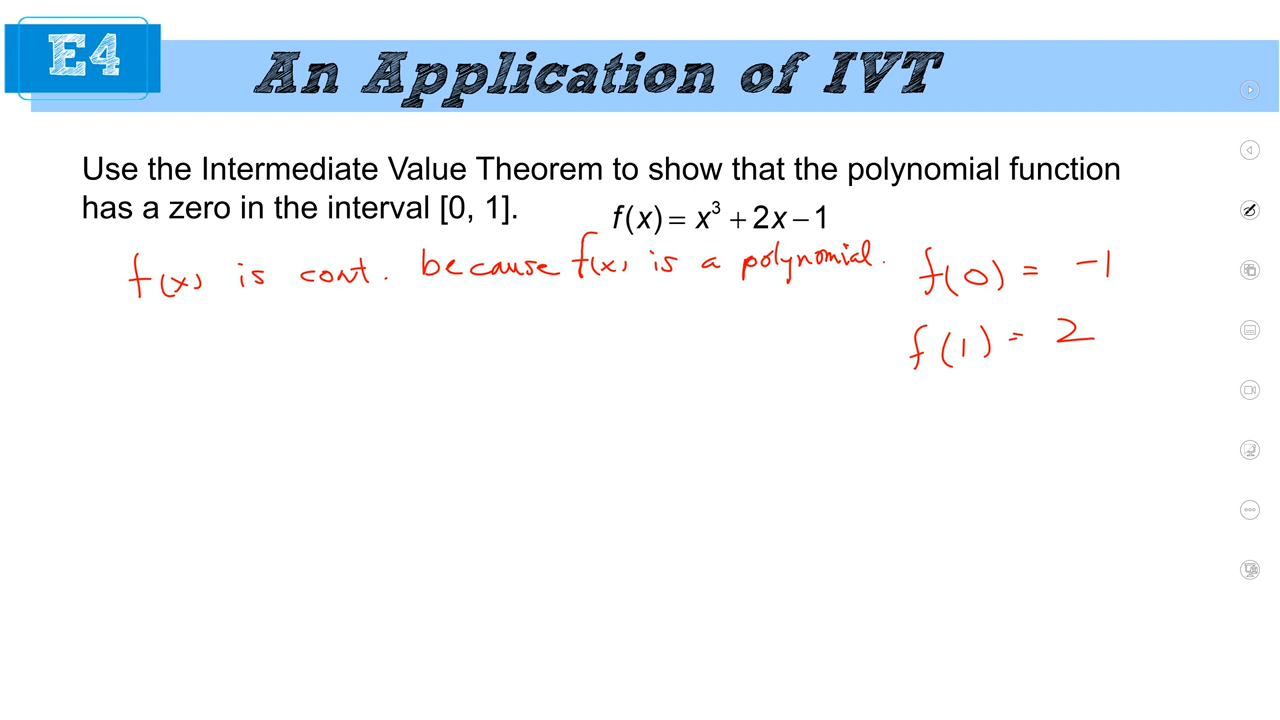 E4
An Application of IVT
Use the Intermediate Value Theorem to show that the polynomial function
has a zero in the interval [0, 1].
f(x) = x³ + 2x − 1
f(x) is cont. because f(x) is a polynomial.
f(0) = -1
f(1) = 2